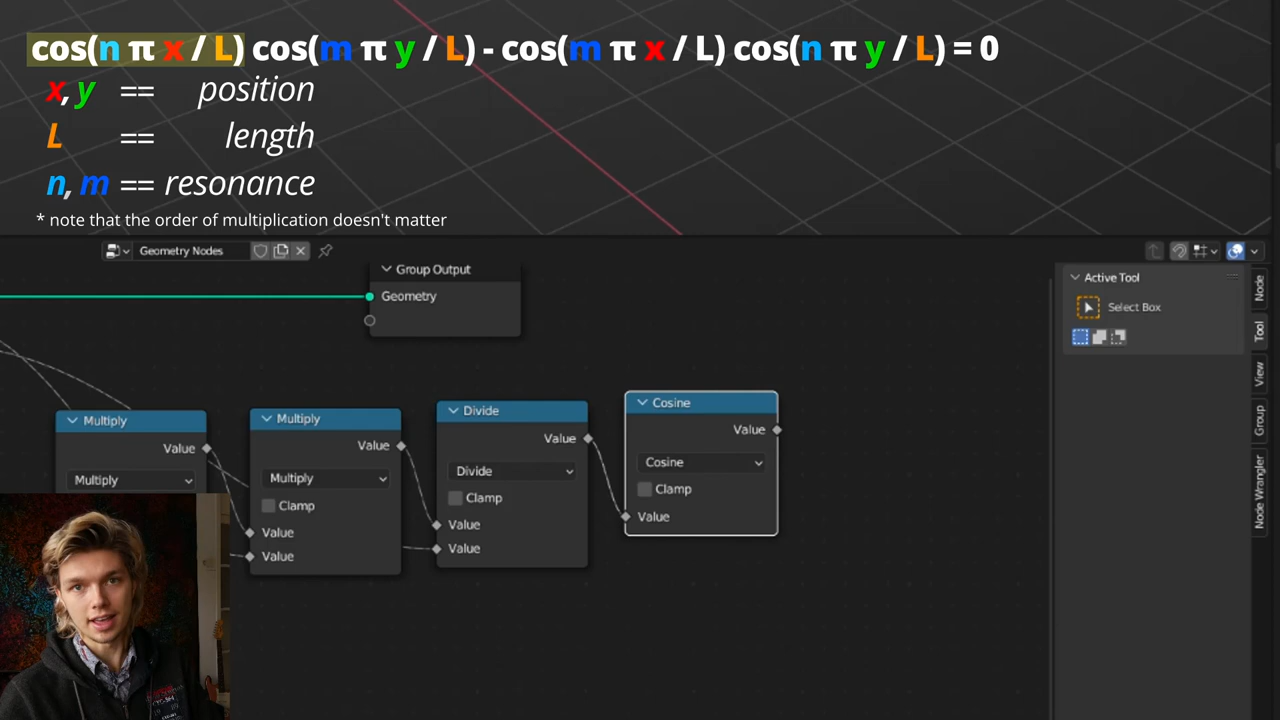 cos(n π x / L) cos(m π y / L) - cos(m π x / L) cos(n π y / L) = 0
x, y == position
L == length
n, m == resonance
* note that the order of multiplication doesn't matter
Geometry Nodes
Group Output
Geometry
Active Tool
Select Box
Node
Tool
View
Group
Node Wrangler
Multiply
Value
Multiply
Multiply
Value
Multiply
Clamp
Value
Value
Divide
Value
Divide
Clamp
Value
Value
Cosine
Value
Cosine
Clamp
Value